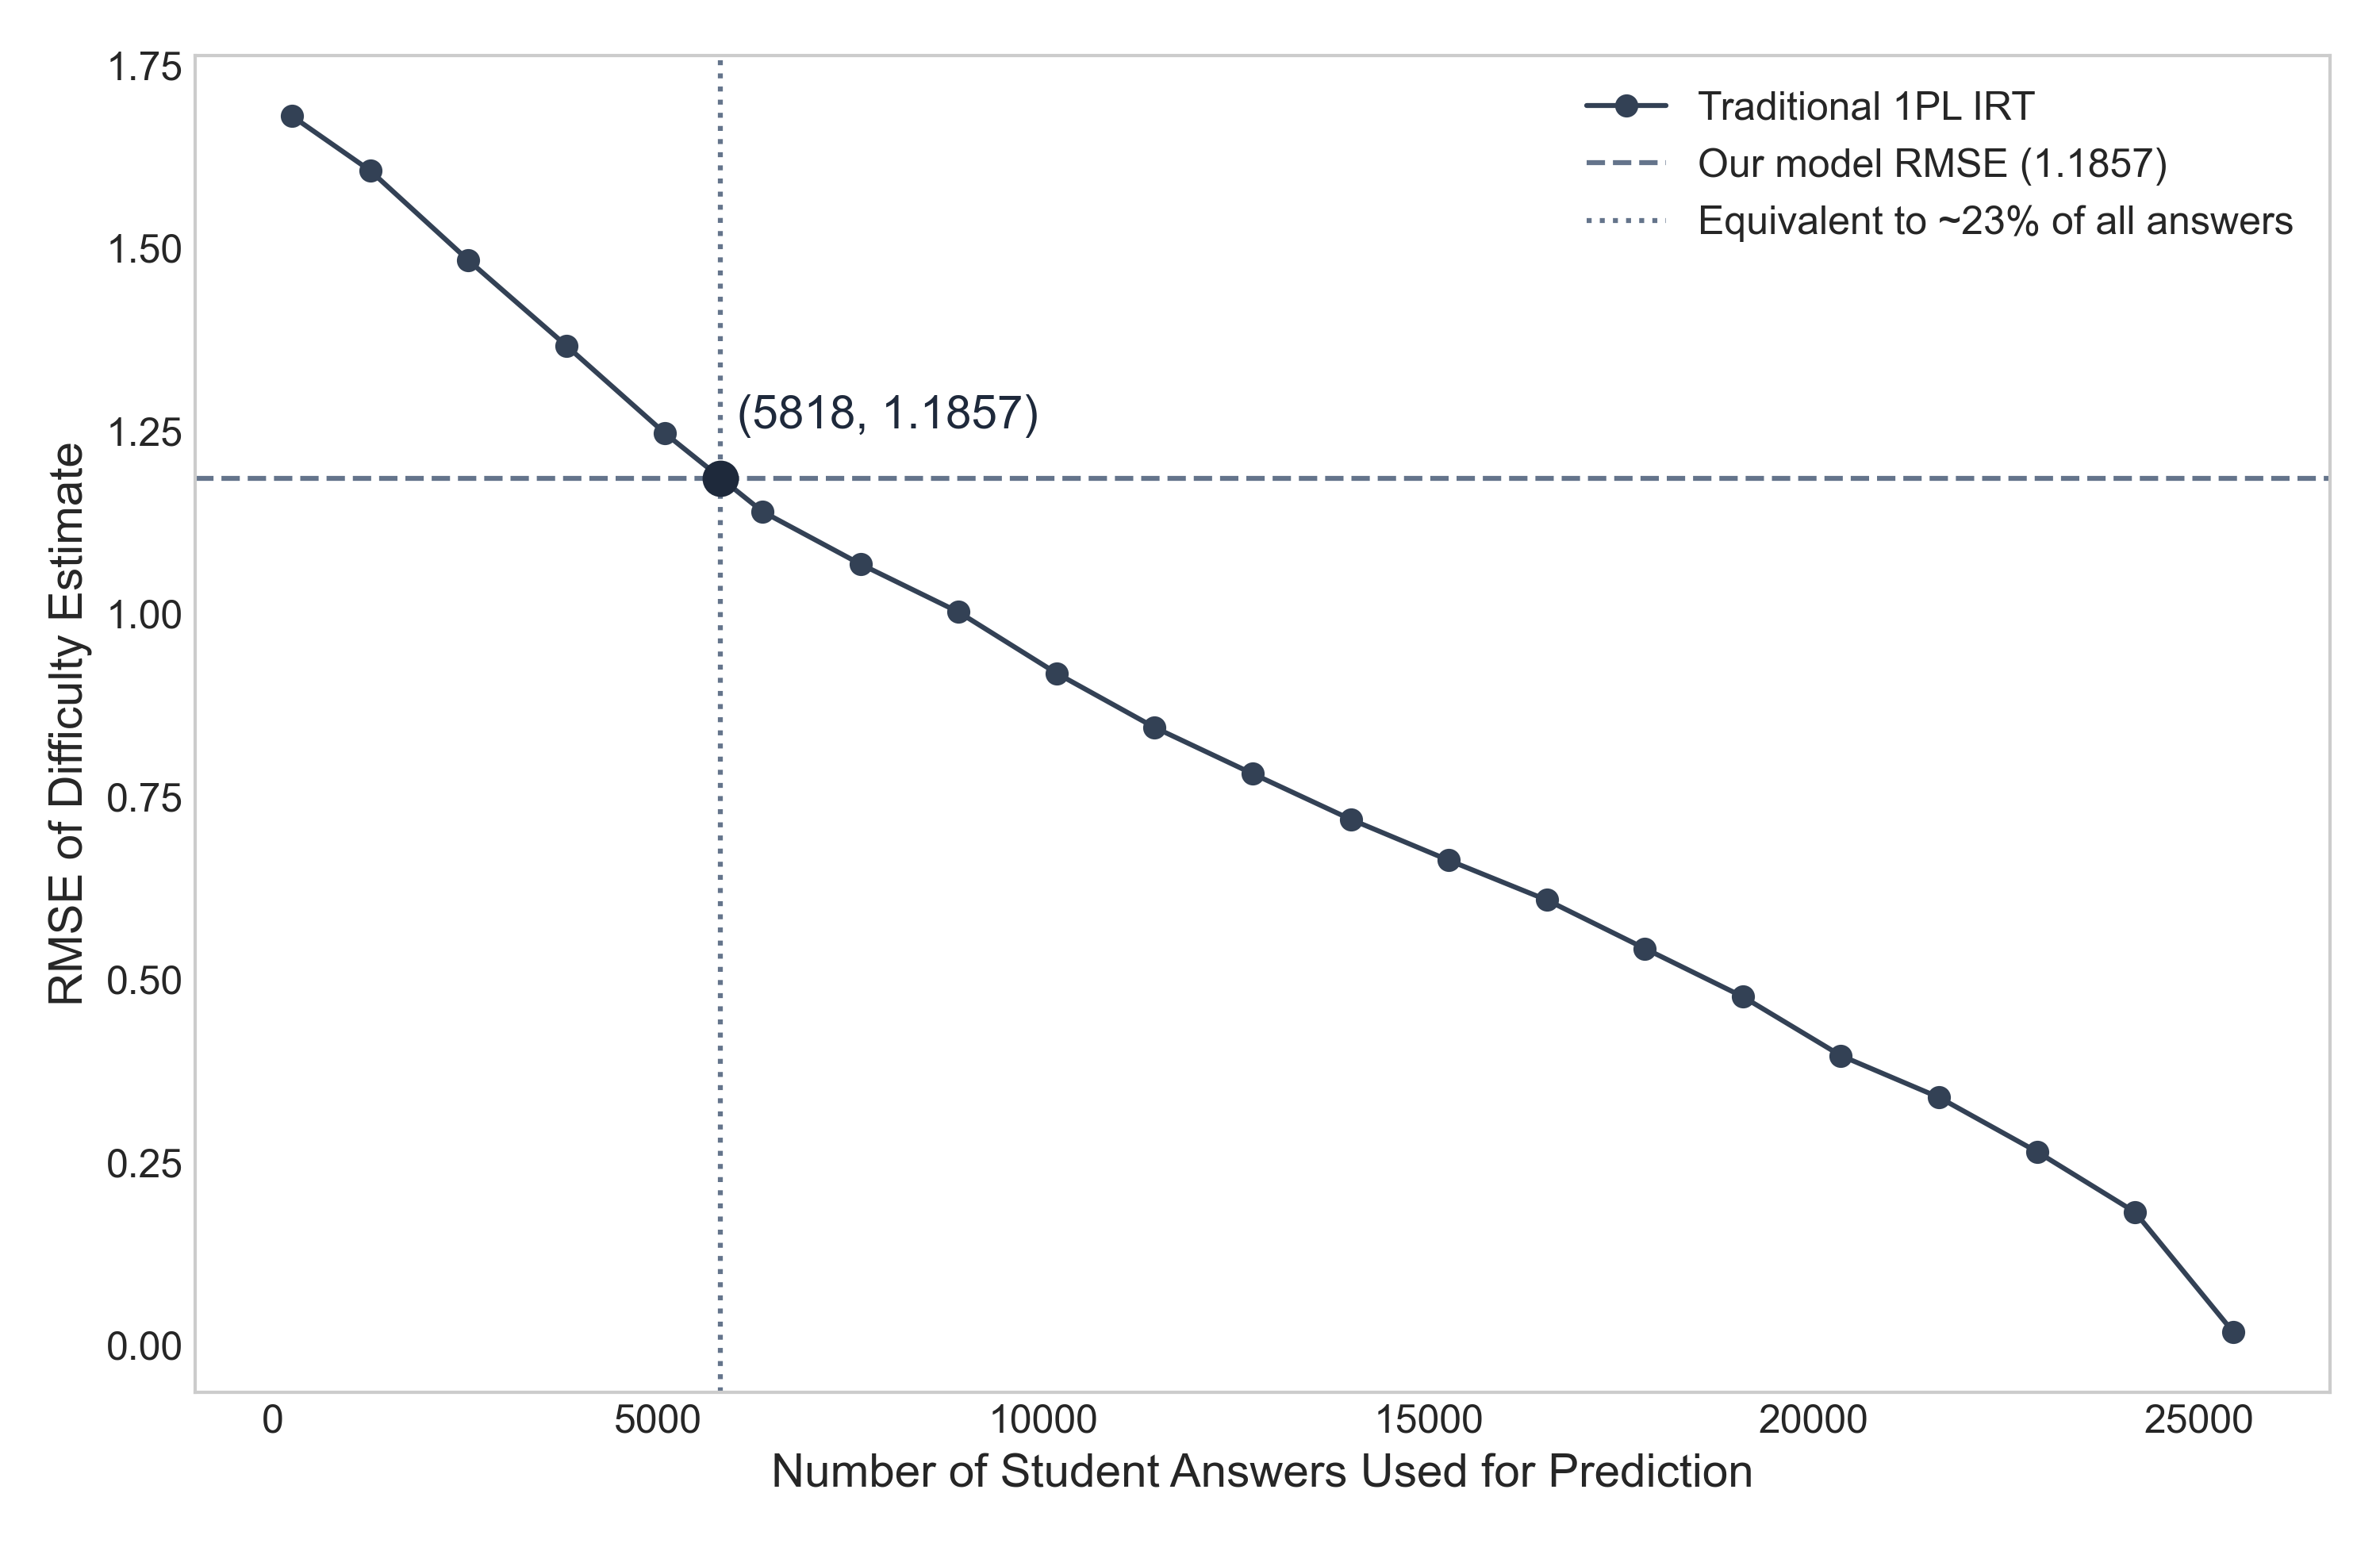 Traditional 1PL IRT
Our model RMSE (1.1857)
Equivalent to ~23% of all answers
(5818, 1.1857)
RMSE of Difficulty Estimate
1.75
1.50
1.25
1.00
0.75
0.50
0.25
0.00
0 5000 10000 15000 20000 25000
Number of Student Answers Used for Prediction